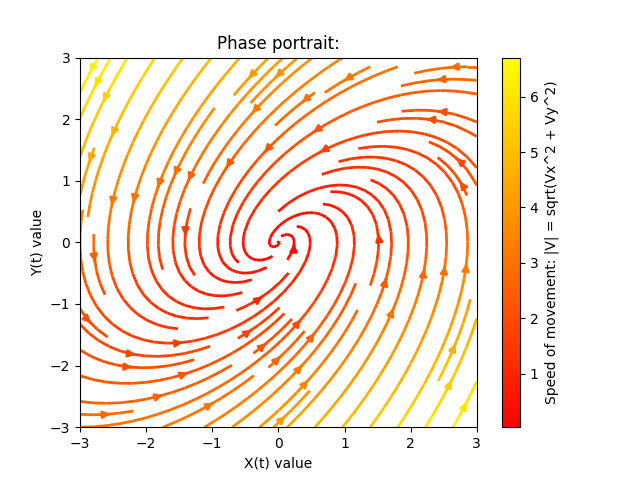 Phase portrait:
Y(t) value
3
2
1
0
−1
−2
−3
−3 −2 −1 0 1 2 3
X(t) value
6
5
4
3
2
1
Speed of movement: |V| = sqrt(Vx^2 + Vy^2)